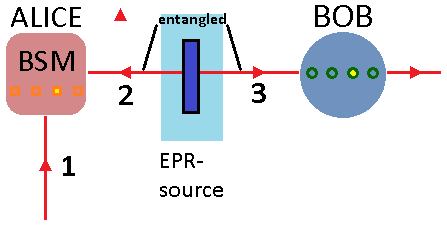 ALICE
entangled
BOB
BSM
2
3
1
EPR-
source